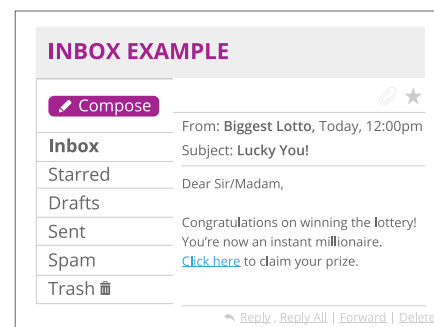 INBOX EXAMPLE
Compose
Inbox
Starred
Drafts
Sent
Spam
Trash
From: Biggest Lotto, Today, 12:00pm
Subject: Lucky You!
Dear Sir/Madam,
Congratulations on winning the lottery!
You're now an instant millionaire.
Click here to claim your prize.
Reply , Reply All | Forward | Delete